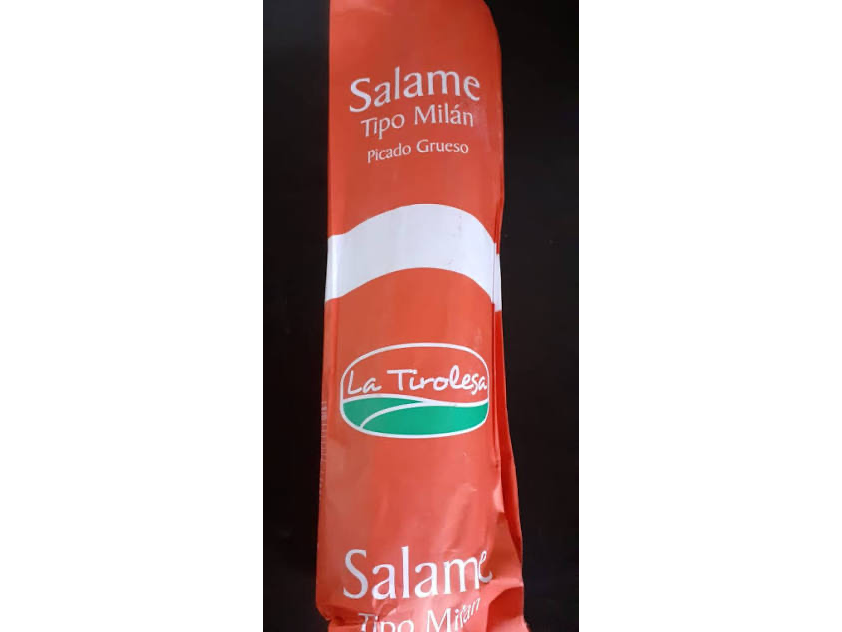 Salame
Tipo Milán
Picado Grueso
La Tirolesa
Salame
Tipo Milán